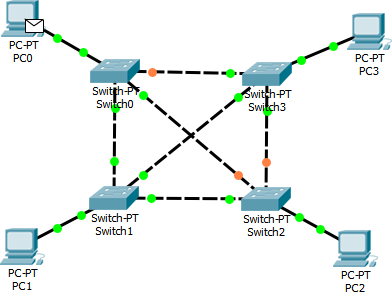 PC-PT
PC0
PC-PT
PC3
Switch-PT
Switch0
Switch-PT
Switch3
Switch-PT
Switch1
Switch-PT
Switch2
PC-PT
PC1
PC-PT
PC2